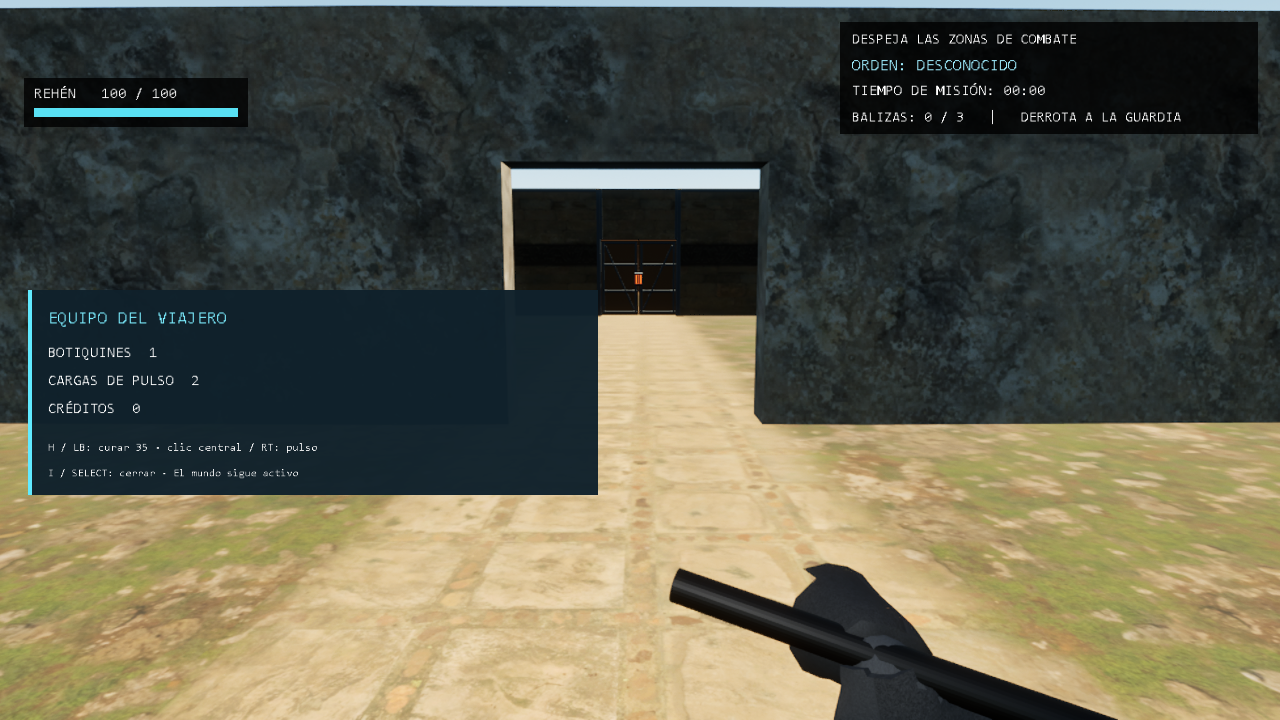 DESPEJA LAS ZONAS DE COMBATE
ORDEN: DESCONOCIDO
TIEMPO DE MISIÓN: 00:00
BALIZAS: 0 / 3 | DERROTA A LA GUARDIA
REHÉN 100 / 100
EQUIPO DEL VIAJERO
BOTIQUINES 1
CARGAS DE PULSO 2
CRÉDITOS 0
H / LB: curar 35 · clic central / RT: pulso
I / SELECT: cerrar · El mundo sigue activo